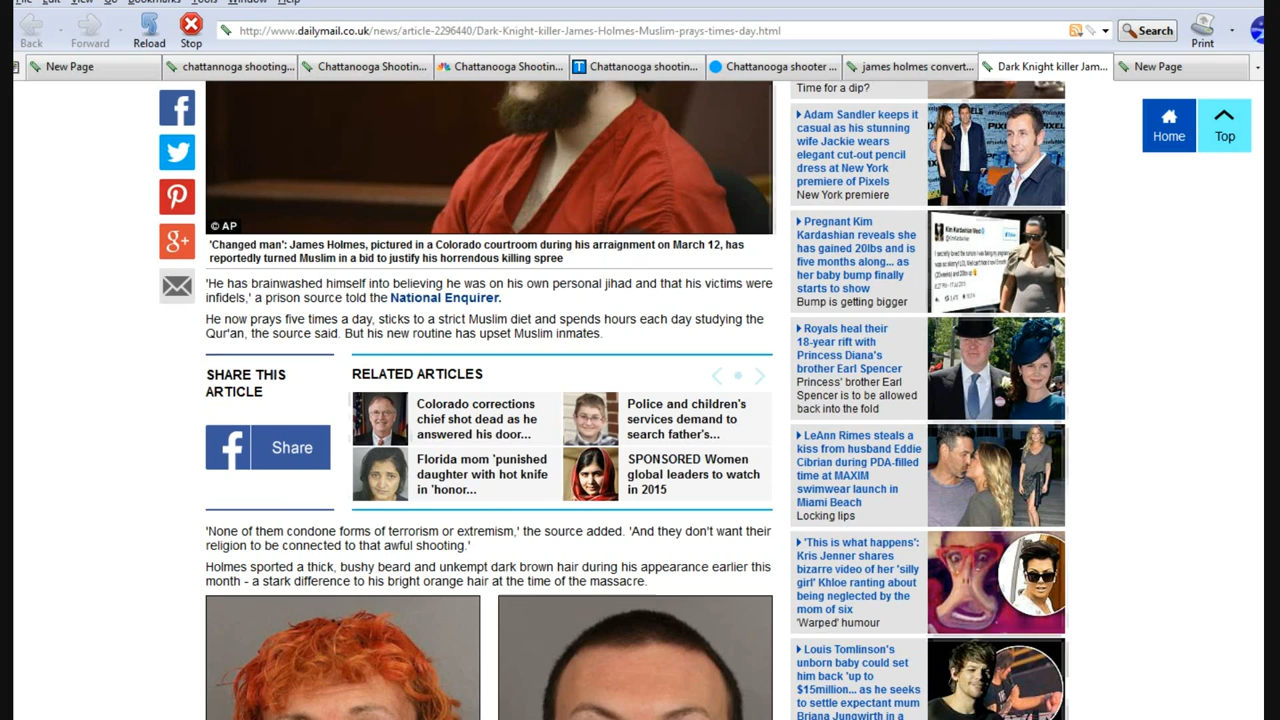 File Edit View Go Bookmarks Tools Window Help
Back Forward Reload Stop
http://www.dailymail.co.uk/news/article-2296440/Dark-Knight-killer-James-Holmes-Muslim-prays-times-day.html
Search Print
New Page
chattannoga shooting...
Chattanooga Shootin...
Chattanooga Shootin...
Chattanooga shootin...
Chattanooga shooter ...
james holmes convert...
Dark Knight killer Jam...
New Page
© AP
'Changed man': James Holmes, pictured in a Colorado courtroom during his arraignment on March 12, has
reportedly turned Muslim in a bid to justify his horrendous killing spree
'He has brainwashed himself into believing he was on his own personal jihad and that his victims were
infidels,' a prison source told the National Enquirer.
He now prays five times a day, sticks to a strict Muslim diet and spends hours each day studying the
Qur'an, the source said. But his new routine has upset Muslim inmates.
SHARE THIS
ARTICLE
Share
RELATED ARTICLES
Colorado corrections
chief shot dead as he
answered his door...
Police and children's
services demand to
search father's...
Florida mom 'punished
daughter with hot knife
in 'honor...
SPONSORED Women
global leaders to watch
in 2015
'None of them condone forms of terrorism or extremism,' the source added. 'And they don't want their
religion to be connected to that awful shooting.'
Holmes sported a thick, bushy beard and unkempt dark brown hair during his appearance earlier this
month - a stark difference to his bright orange hair at the time of the massacre.
Time for a dip?
Adam Sandler keeps it
casual as his stunning
wife Jackie wears
elegant cut-out pencil
dress at New York
premiere of Pixels
New York premiere
Pregnant Kim
Kardashian reveals she
has gained 20lbs and is
five months along... as
her baby bump finally
starts to show
Bump is getting bigger
Royals heal their
18-year rift with
Princess Diana's
brother Earl Spencer
Princess' brother Earl
Spencer is to be allowed
back into the fold
LeAnn Rimes steals a
kiss from husband Eddie
Cibrian during PDA-filled
time at MAXIM
swimwear launch in
Miami Beach
Locking lips
'This is what happens':
Kris Jenner shares
bizarre video of her 'silly
girl' Khloe ranting about
being neglected by the
mom of six
'Warped' humour
Louis Tomlinson's
unborn baby could set
him back 'up to
$15million... as he seeks
to settle expectant mum
Briana Jungwirth in a
Home
Top